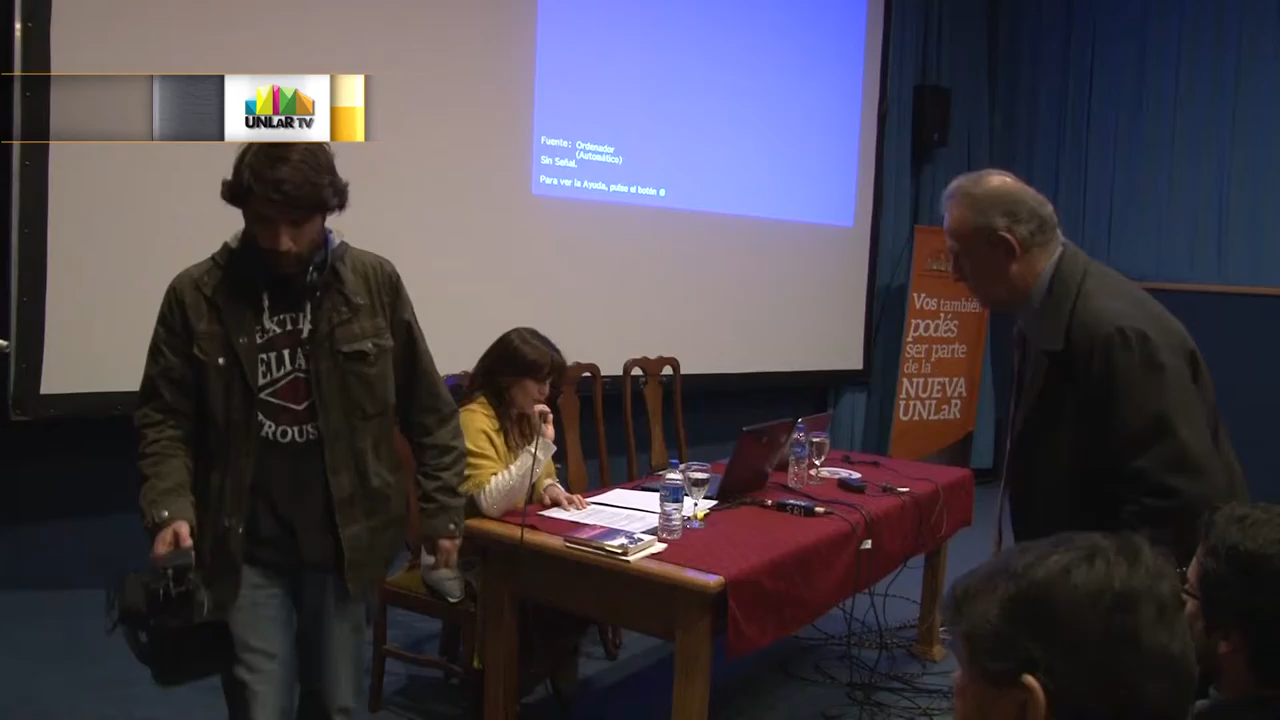 UNLaR TV
Fuente: Ordenador
(Automático)
Sin Señal.
Para ver la Ayuda, pulse el botón
Vos también
podés
ser parte
de la
NUEVA
UNLaR